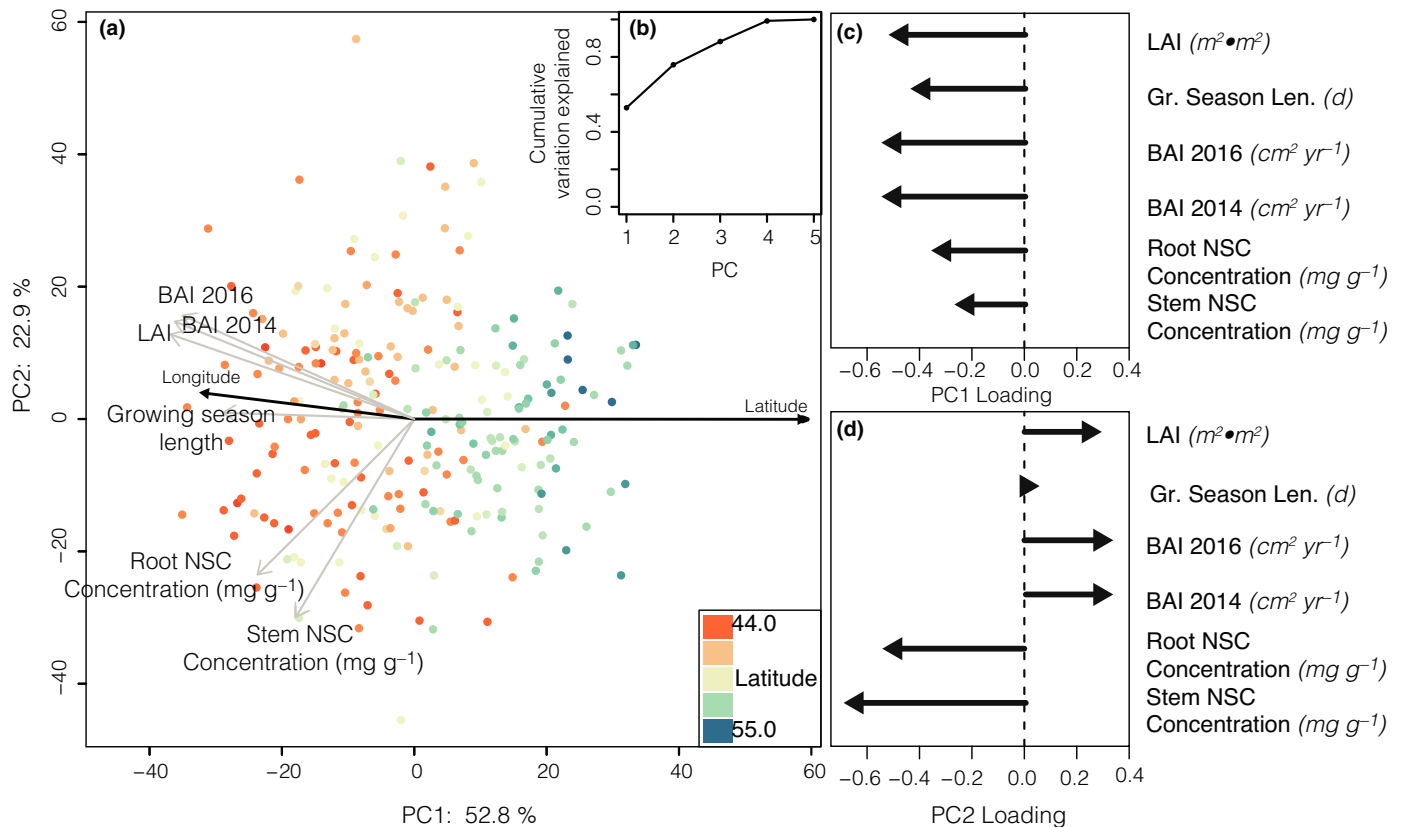 (a)
60
40
20
0
−20
−40
PC2: 22.9 %
−40
−20
0
20
40
60
PC1: 52.8 %
BAI 2016
BAI 2014
LAI
Longitude
Growing season
length
Latitude
Root NSC
Concentration (mg g⁻¹)
Stem NSC
Concentration (mg g⁻¹)
44.0
Latitude
55.0
(b)
Cumulative
variation explained
0.8
0.4
0.0
1
2
3
4
5
PC
(c)
LAI (m²•m²)
Gr. Season Len. (d)
BAI 2016 (cm² yr⁻¹)
BAI 2014 (cm² yr⁻¹)
Root NSC
Concentration (mg g⁻¹)
Stem NSC
Concentration (mg g⁻¹)
−0.6
−0.4
−0.2
0.0
0.2
0.4
PC1 Loading
(d)
LAI (m²•m²)
Gr. Season Len. (d)
BAI 2016 (cm² yr⁻¹)
BAI 2014 (cm² yr⁻¹)
Root NSC
Concentration (mg g⁻¹)
Stem NSC
Concentration (mg g⁻¹)
−0.6
−0.4
−0.2
0.0
0.2
0.4
PC2 Loading